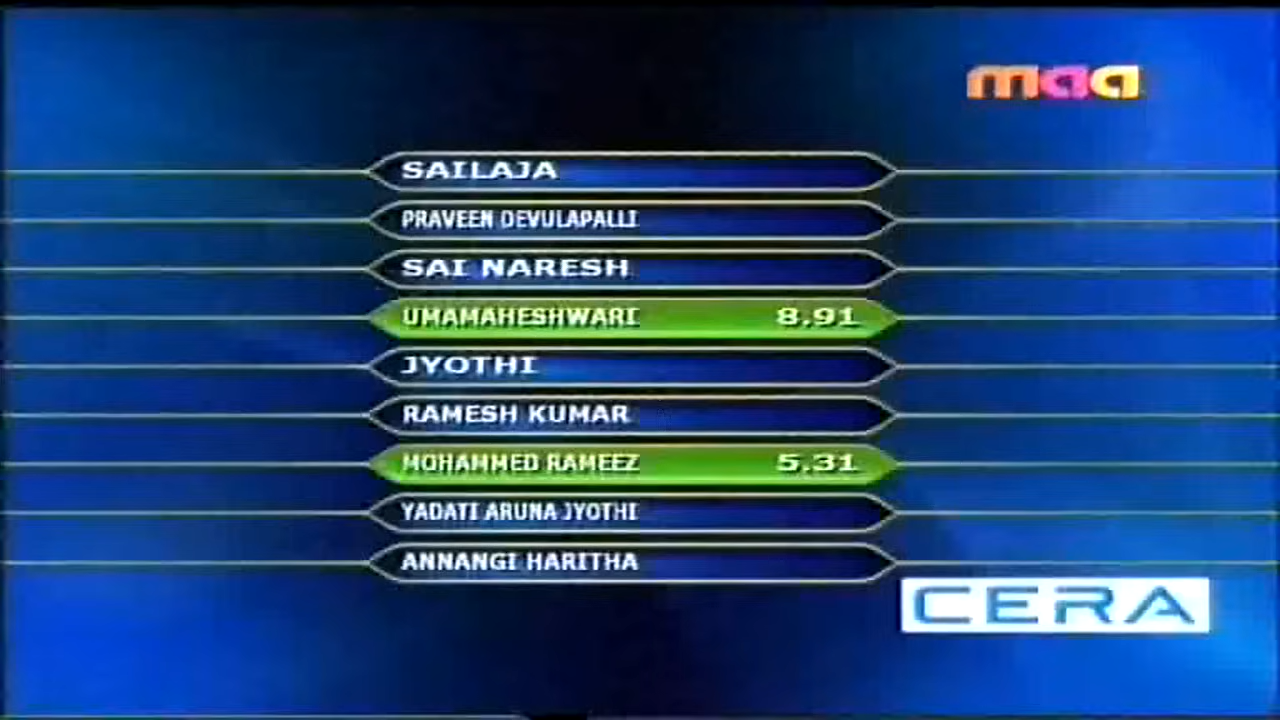 maa
SAILAJA
PRAVEEN DEVULAPALLI
SAI NARESH
UMAMAHESHWARI 8.91
JYOTHI
RAMESH KUMAR
MOHAMMED RAMEEZ 5.31
YADATI ARUNA JYOTHI
ANNANGI HARITHA
CERA